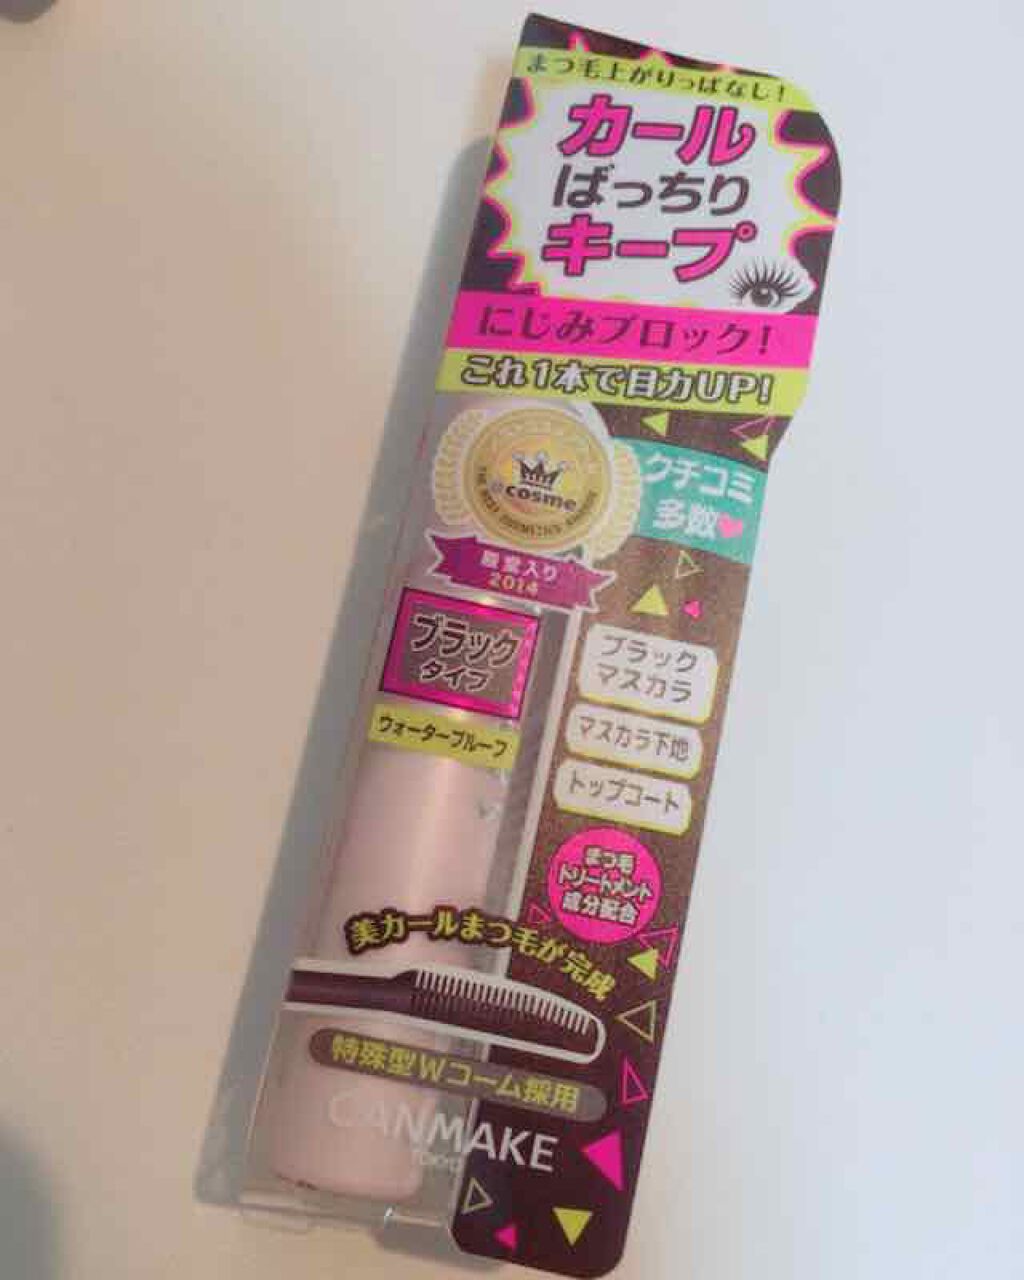 まつ毛上がりっぱなし!
カール
ばっちり
キープ
にじみブロック!
これ1本で目力UP!
@cosme
THE BEST COSMETICS AWARDS
クチコミ
多数
殿堂入り
2014
ブラック
タイプ
ウォータープルーフ
ブラック
マスカラ
マスカラ下地
トップコート
まつ毛
トリートメント
成分配合
美カールまつ毛が完成
特殊型Wコーム採用
CANMAKE
TOKYO